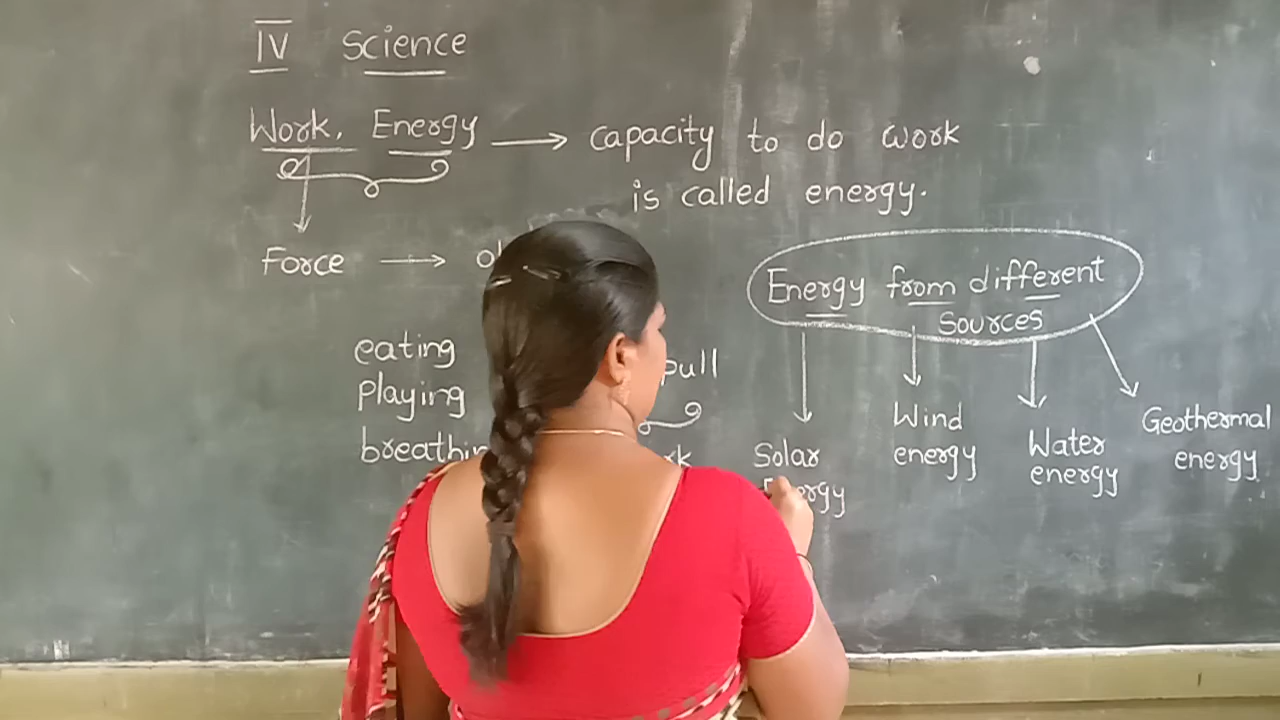 IV Science
Work, Energy → capacity to do work
is called energy.
Force →
Energy from different
sources
eating
playing
pull
Solar
Wind
energy
Water
energy
Geothermal
energy